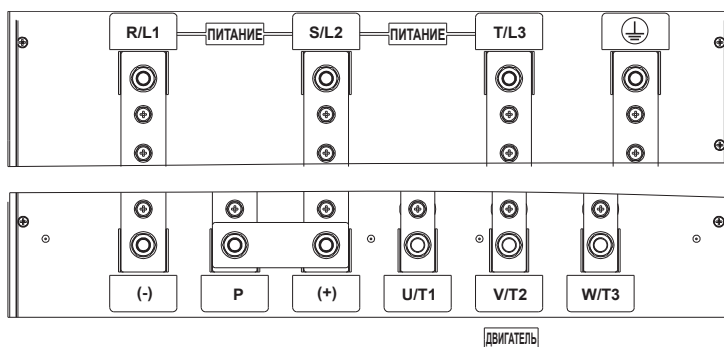 R/L1 ПИТАНИЕ S/L2 ПИТАНИЕ T/L3
(-) P (+) U/T1 V/T2 W/T3
ДВИГАТЕЛЬ